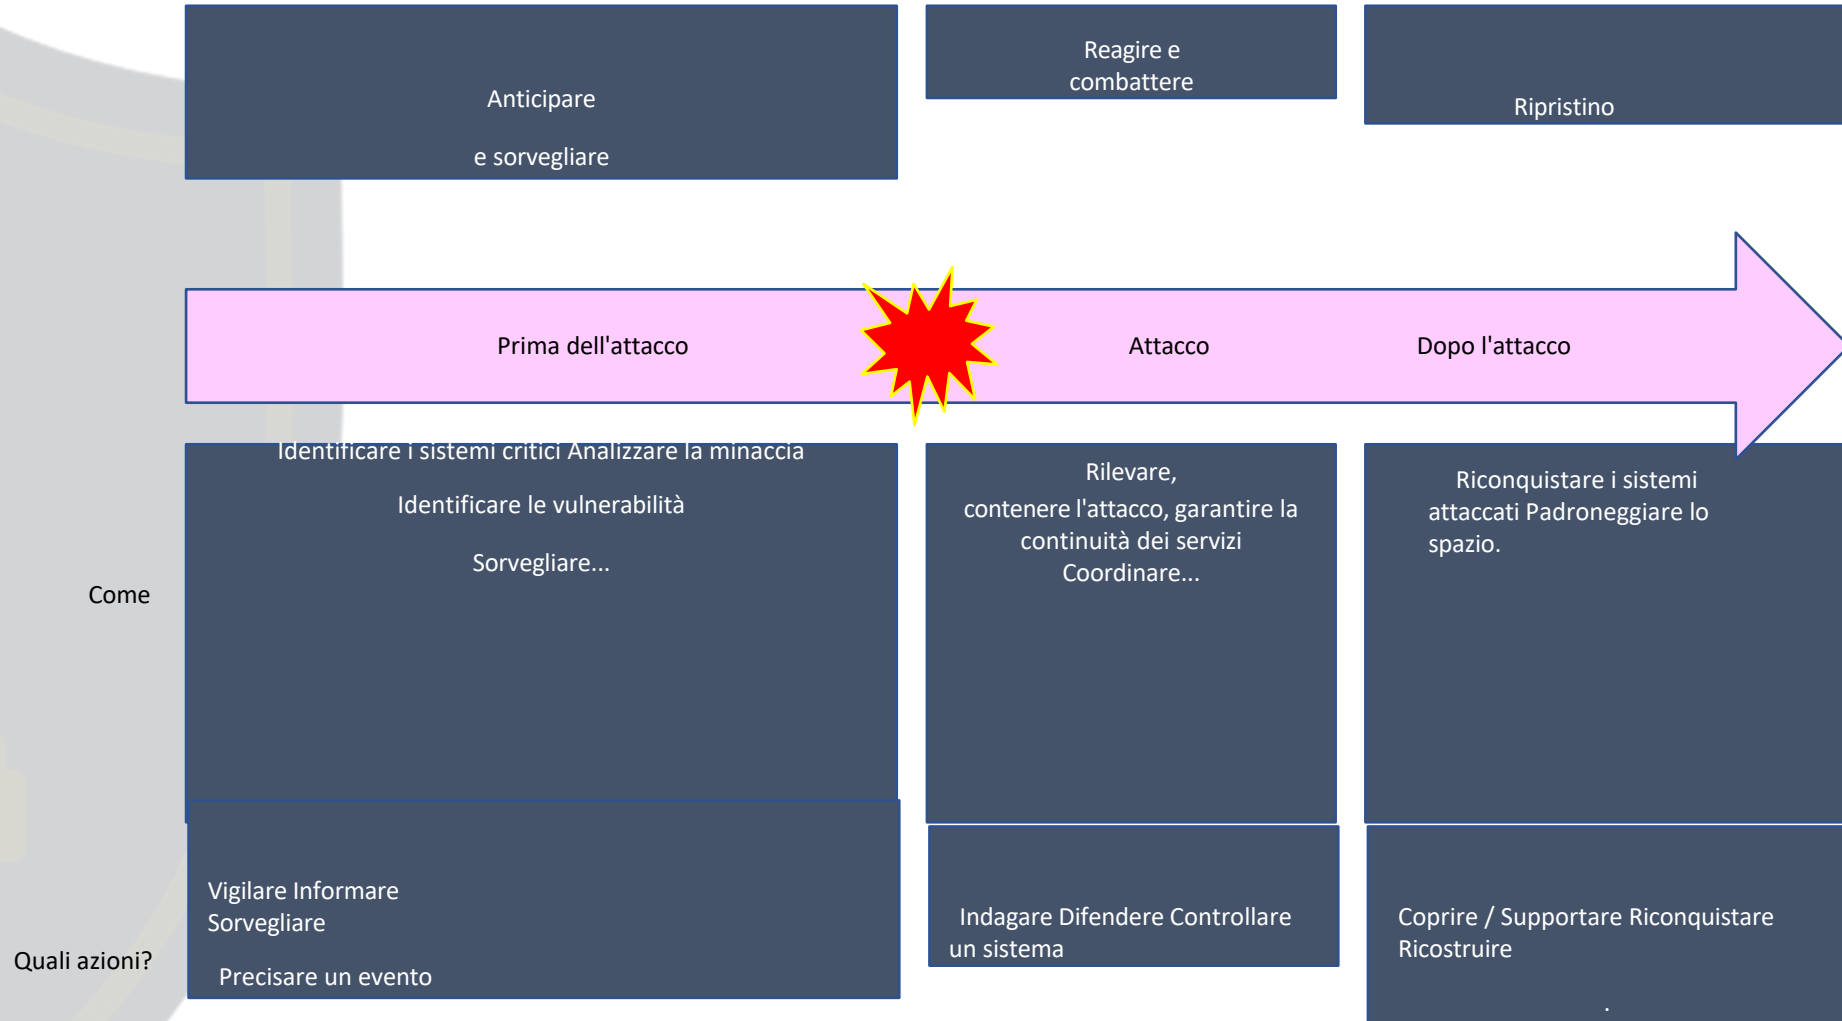 Anticipare
e sorvegliare
Reagire e
combattere
Ripristino
Prima dell'attacco
Attacco
Dopo l'attacco
Come
Identificare i sistemi critici Analizzare la minaccia
Identificare le vulnerabilità
Sorvegliare...
Rilevare,
contenere l'attacco, garantire la
continuità dei servizi
Coordinare...
Riconquistare i sistemi
attaccati Padroneggiare lo
spazio.
Quali azioni?
Vigilare Informare
Sorvegliare
Precisare un evento
Indagare Difendere Controllare
un sistema
Coprire / Supportare Riconquistare
Ricostruire
.